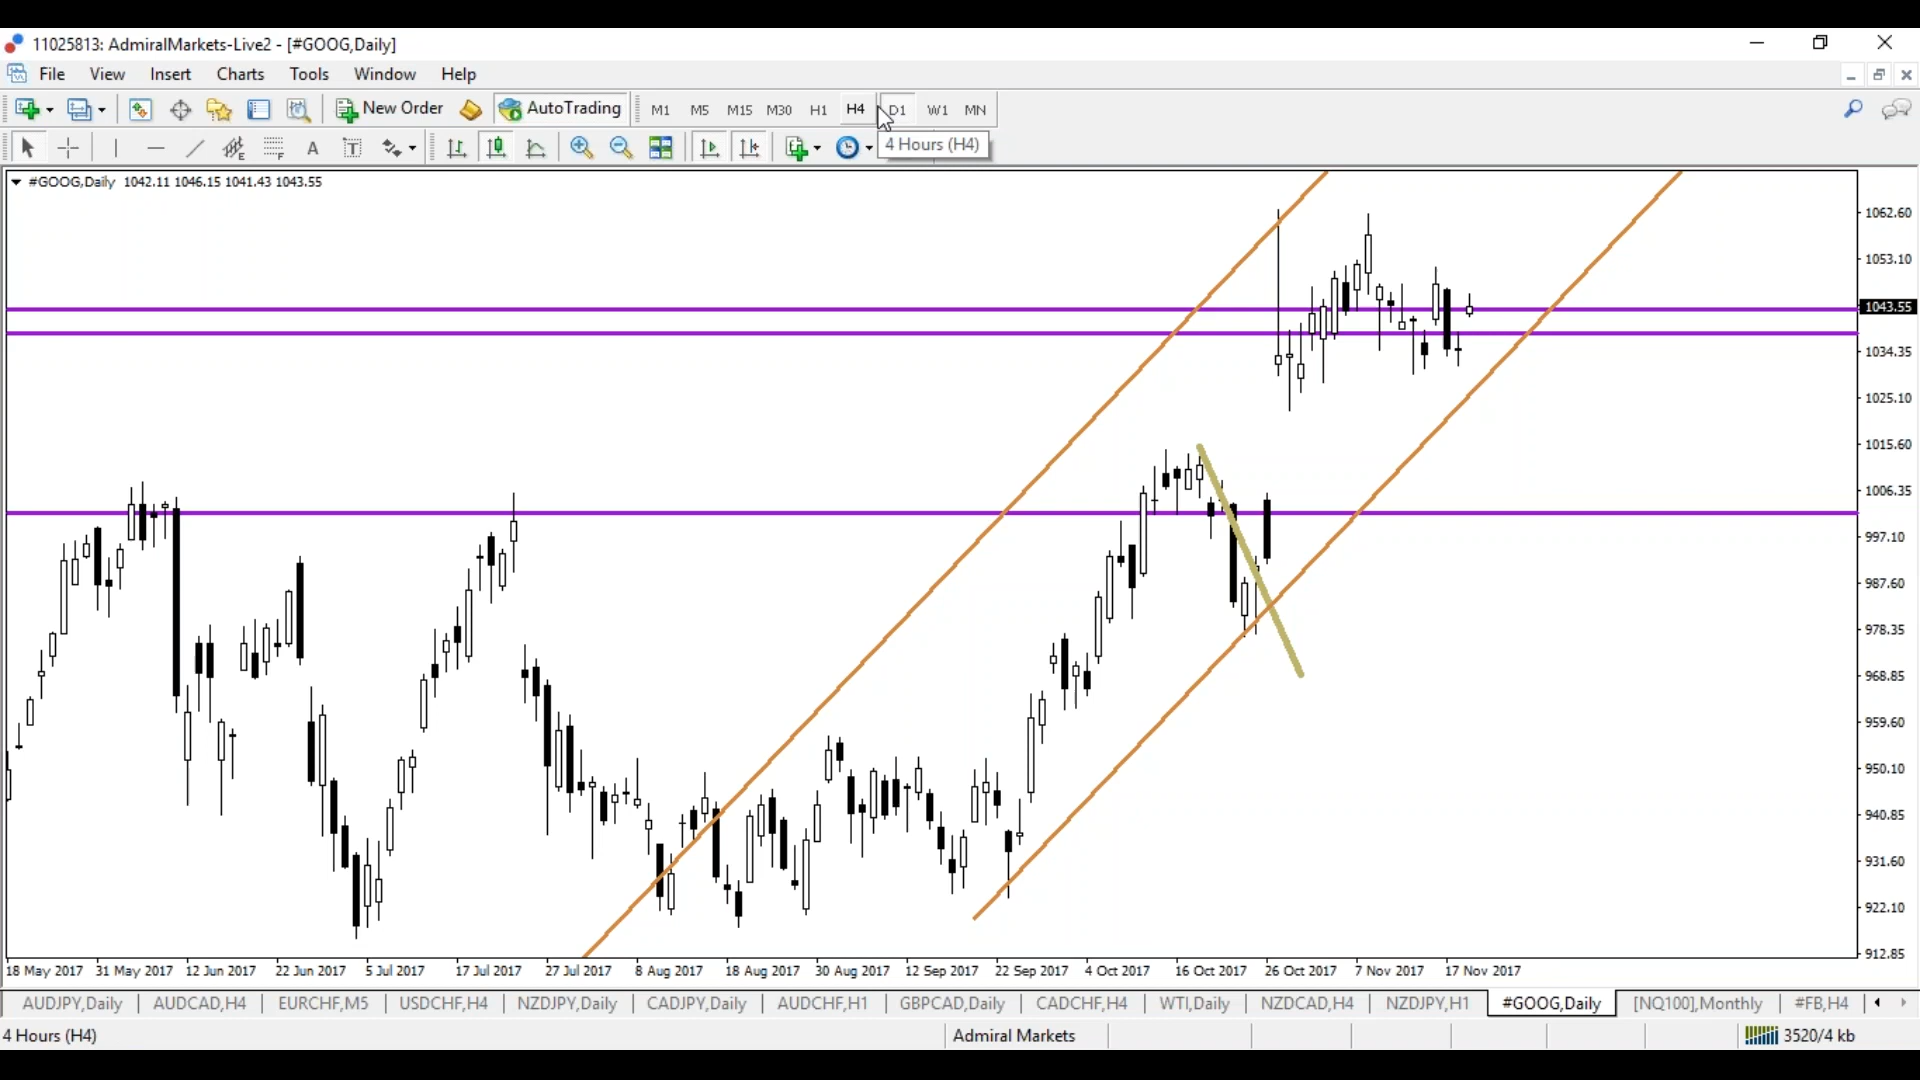 11025813: AdmiralMarkets-Live2 - [#GOOG,Daily]
File View Insert Charts Tools Window Help
New Order AutoTrading M1 M5 M15 M30 H1 H4 D1 W1 MN
A T 4 Hours (H4)
#GOOG,Daily 1042.11 1046.15 1041.43 1043.55
1062.60
1053.10
1043.55
1034.35
1025.10
1015.60
1006.35
997.10
987.60
978.35
968.85
959.60
950.10
940.85
931.60
922.10
912.85
18 May 2017 31 May 2017 12 Jun 2017 22 Jun 2017 5 Jul 2017 17 Jul 2017 27 Jul 2017 8 Aug 2017 18 Aug 2017 30 Aug 2017 12 Sep 2017 22 Sep 2017 4 Oct 2017 16 Oct 2017 26 Oct 2017 7 Nov 2017 17 Nov 2017
AUDJPY,Daily AUDCAD,H4 EURCHF,M5 USDCHF,H4 NZDJPY,Daily CADJPY,Daily AUDCHF,H1 GBPCAD,Daily CADCHF,H4 WTI,Daily NZDCAD,H4 NZDJPY,H1 #GOOG,Daily [NQ100],Monthly #FB,H4
4 Hours (H4) Admiral Markets 3520/4 kb